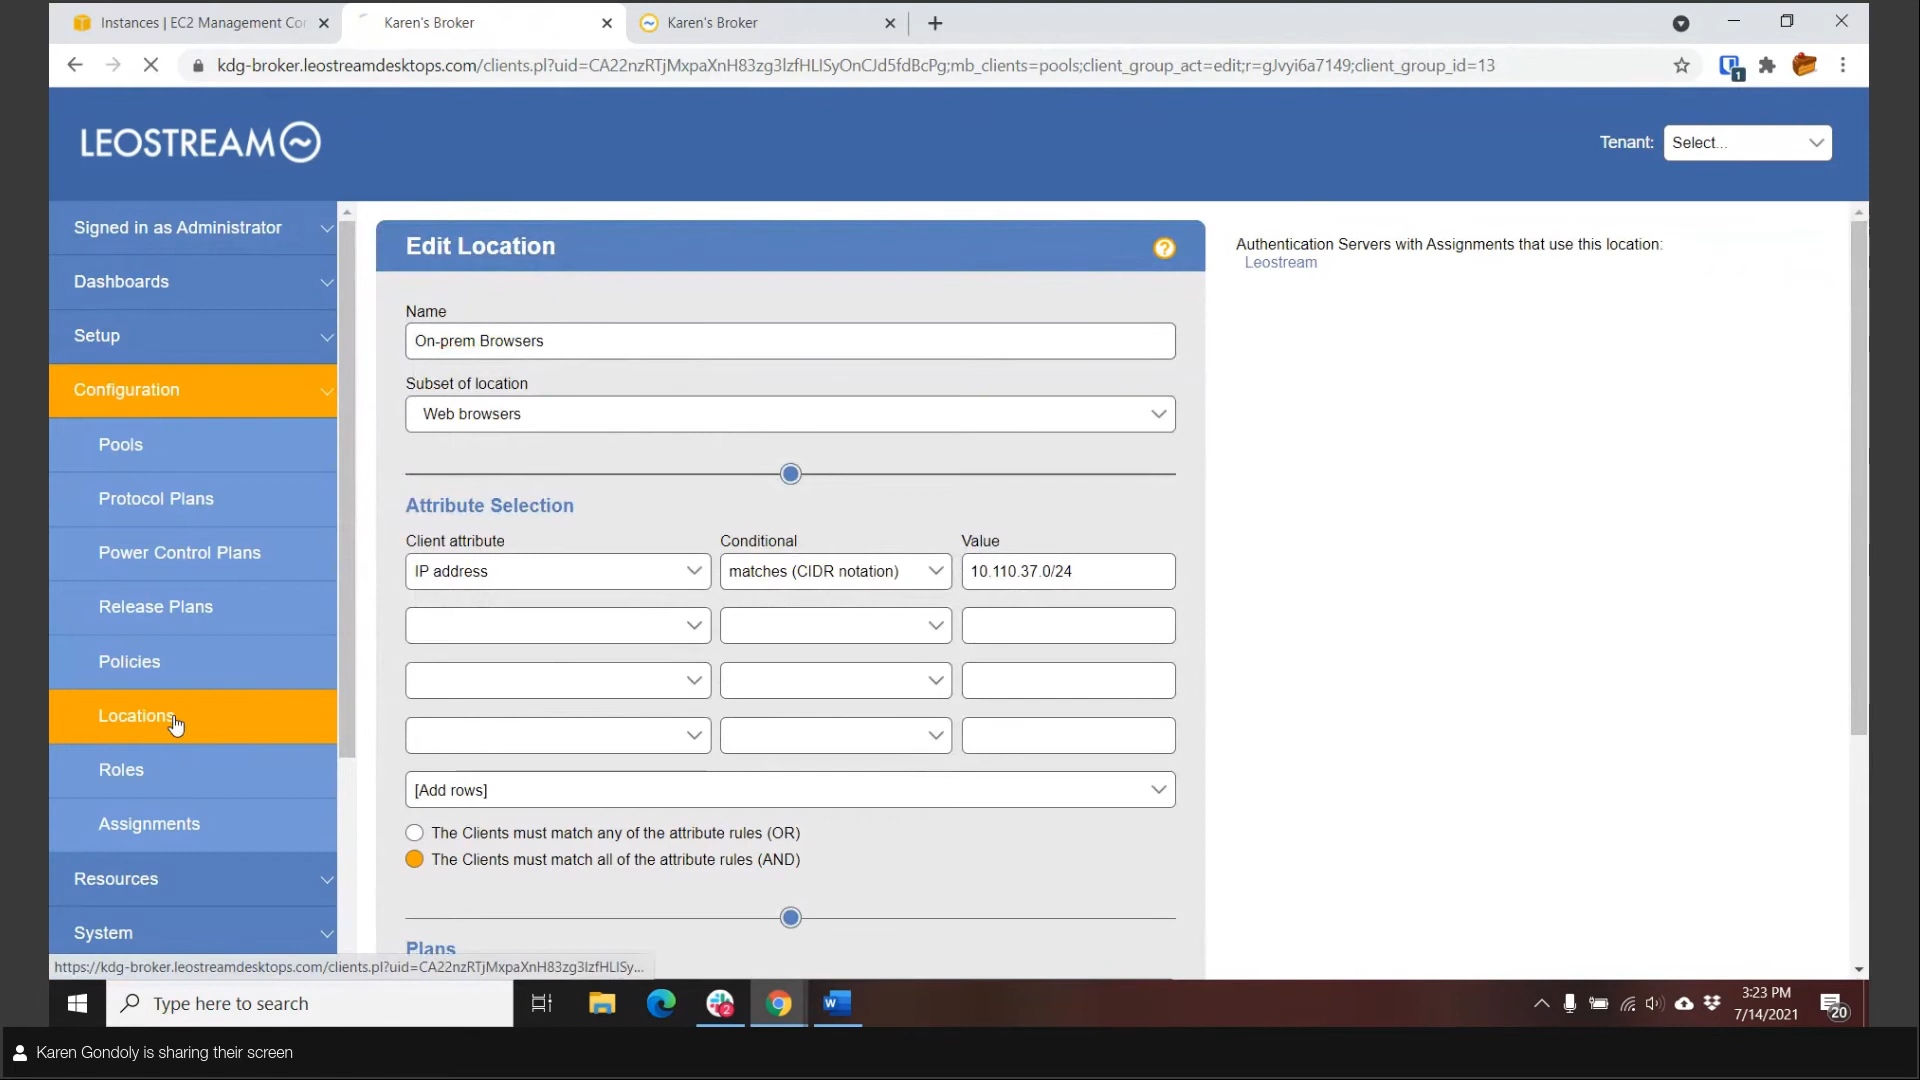 Instances | EC2 Management Cor
Karen's Broker
Karen's Broker
kdg-broker.leostreamdesktops.com/clients.pl?uid=CA22nzRTjMxpaXnH83zg3lzfHLISyOnCJd5fdBcPg;mb_clients=pools;client_group_act=edit;r=gJvyi6a7149;client_group_id=13
1
LEOSTREAM
Tenant: Select...
Signed in as Administrator
Dashboards
Setup
Configuration
Pools
Protocol Plans
Power Control Plans
Release Plans
Policies
Locations
Roles
Assignments
Resources
System
Edit Location
?
Name
On-prem Browsers
Subset of location
Web browsers
Attribute Selection
Client attribute Conditional Value
IP address matches (CIDR notation) 10.110.37.0/24
[Add rows]
The Clients must match any of the attribute rules (OR)
The Clients must match all of the attribute rules (AND)
Plans
Authentication Servers with Assignments that use this location:
Leostream
https://kdg-broker.leostreamdesktops.com/clients.pl?uid=CA22nzRTjMxpaXnH83zg3lzfHLISy...
Type here to search
2
W
3:23 PM
7/14/2021
20
Karen Gondoly is sharing their screen